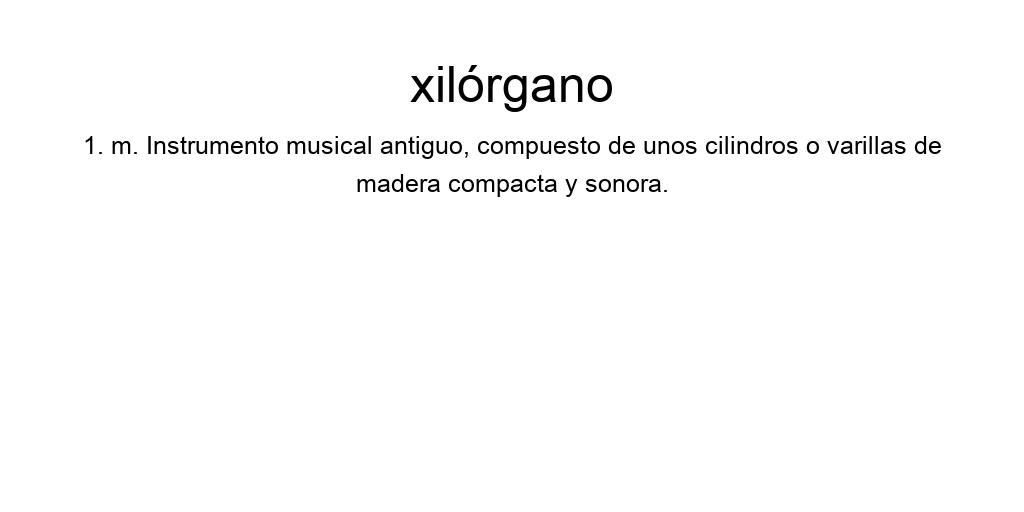 xilórgano
1. m. Instrumento musical antiguo, compuesto de unos cilindros o varillas de
madera compacta y sonora.